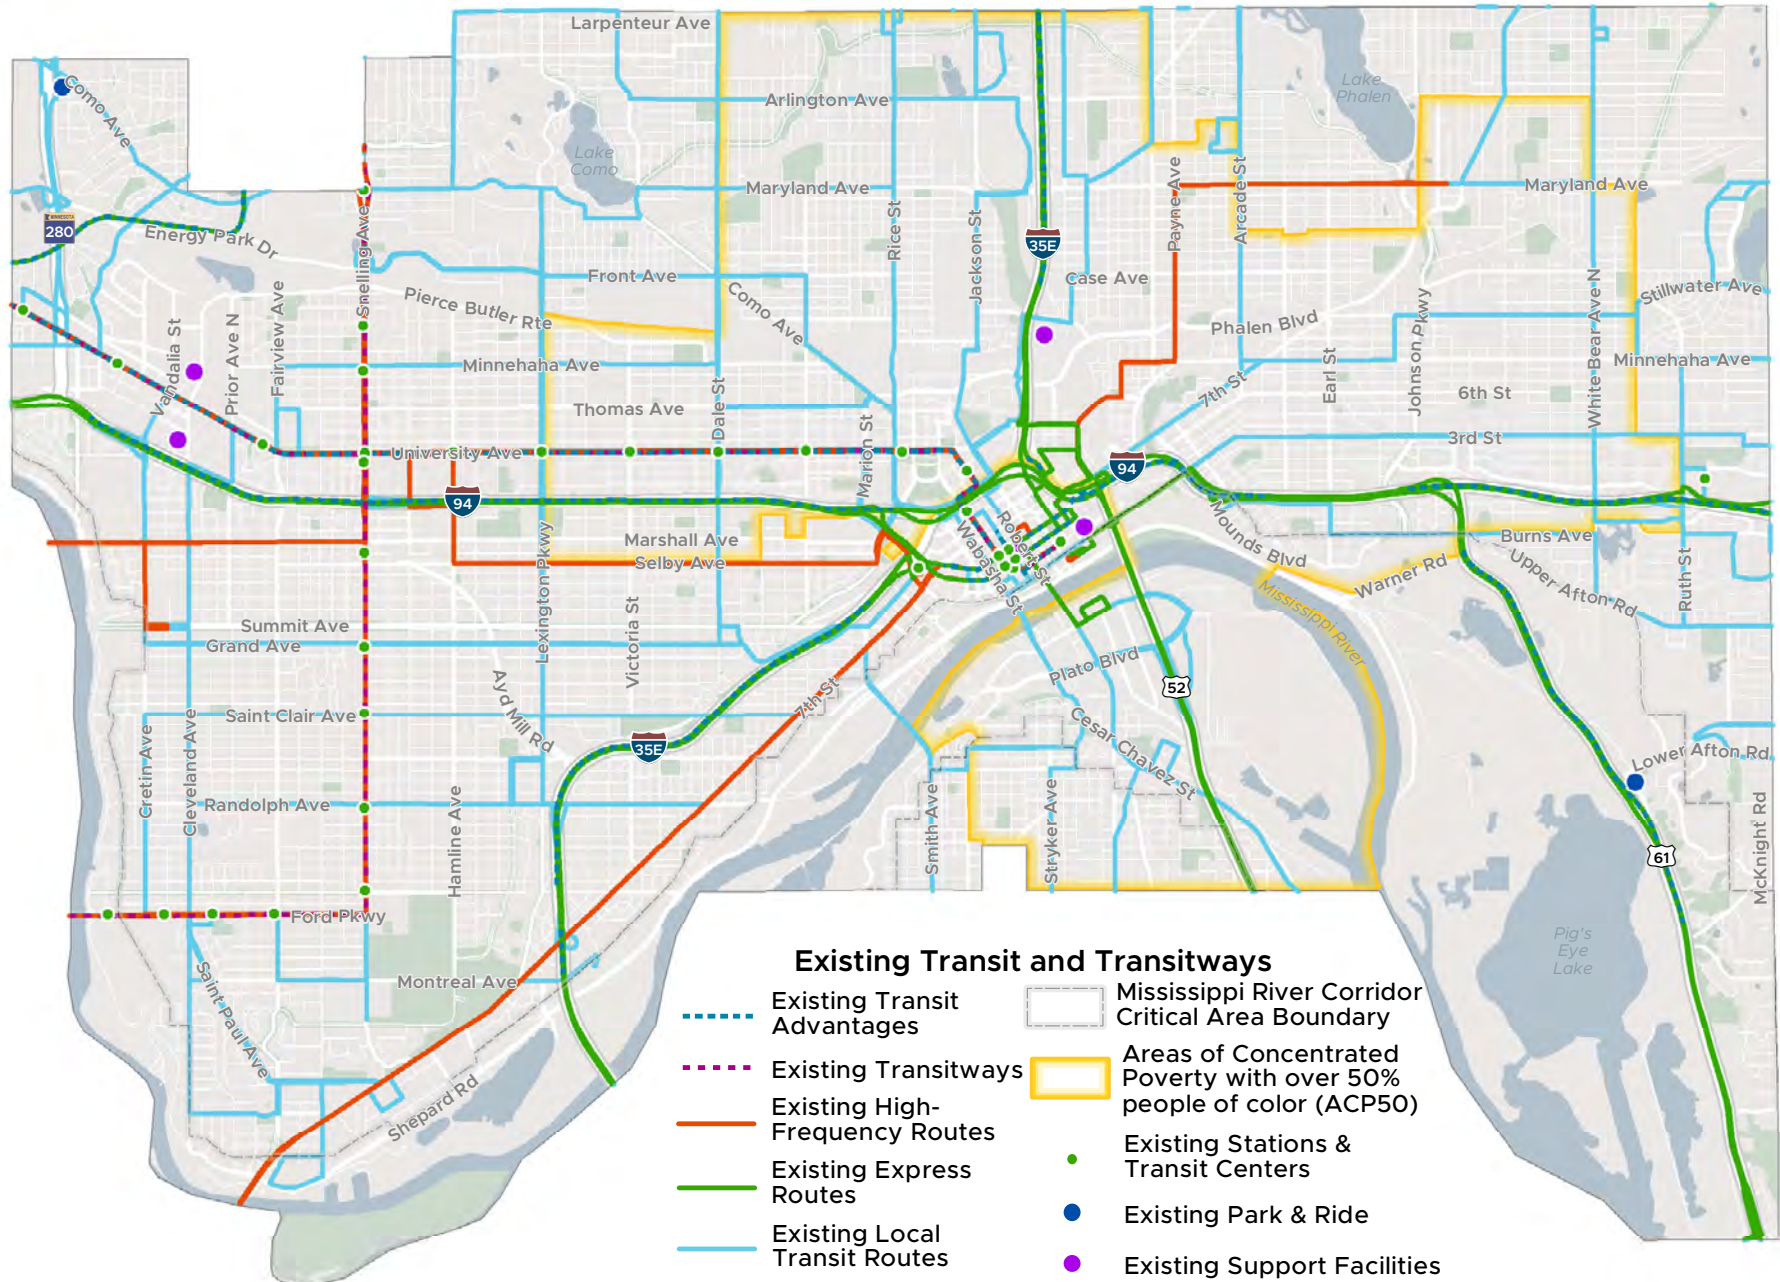 Larpenteur Ave
Como Ave
Arlington Ave
Lake
Phalen
Lake
Como
Maryland Ave
Maryland Ave
MINNESOTA
280
Energy Park Dr
Snelling Ave
Rice St
Jackson St
Payne Ave
Arcade St
35E
Front Ave
Case Ave
Como Ave
Pierce Butler Rte
Fairview Ave
Prior Ave N
Vandalia St
Phalen Blvd
Johnson Pkwy
White Bear Ave N
Stillwater Ave
Minnehaha Ave
Minnehaha Ave
Earl St
7th St
6th St
Thomas Ave
Dale St
Marion St
3rd St
University Ave
94
94
Marshall Ave
Selby Ave
Lexington Pkwy
Wabasha St
Robert St
Mounds Blvd
Burns Ave
Warner Rd
Upper Afton Rd
Ruth St
Mississippi River
Summit Ave
Grand Ave
Victoria St
Ayd Mill Rd
7th St
Plato Blvd
52
Saint Clair Ave
35E
Cesar Chavez St
Lower Afton Rd
Cretin Ave
Cleveland Ave
Randolph Ave
Hamline Ave
Smith Ave
Stryker Ave
61
McKnight Rd
Ford Pkwy
Pig's
Eye
Lake
Montreal Ave
Saint Paul Ave
Shepard Rd
Existing Transit and Transitways
Existing Transit
Advantages
Existing Transitways
Existing High-
Frequency Routes
Existing Express
Routes
Existing Local
Transit Routes
Mississippi River Corridor
Critical Area Boundary
Areas of Concentrated
Poverty with over 50%
people of color (ACP50)
Existing Stations &
Transit Centers
Existing Park & Ride
Existing Support Facilities